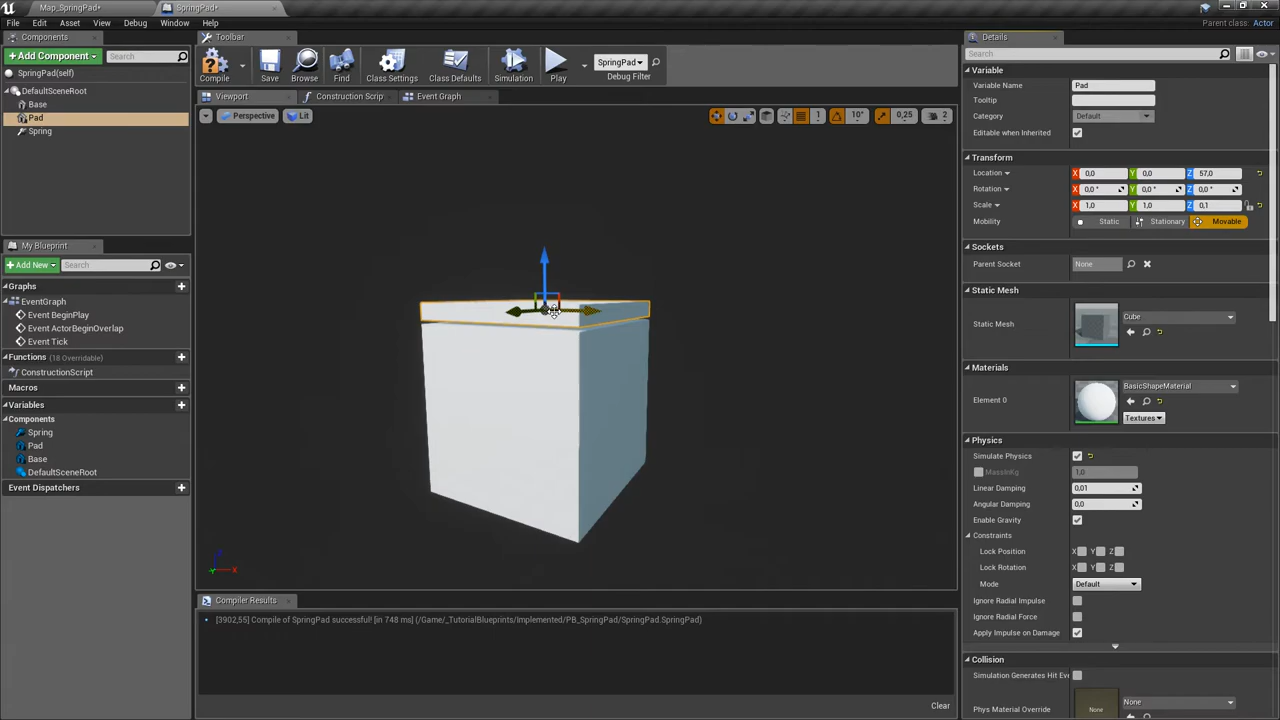 Map_SpringPad*
SpringPad*
File Edit Asset View Debug Window Help
Parent class: Actor
Components
Toolbar
Details
+ Add Component
Search
SpringPad(self)
DefaultSceneRoot
Base
Pad
Spring
Compile
Save
Browse
Find
Class Settings
Class Defaults
Simulation
Play
SpringPad
Debug Filter
Viewport
Construction Scrip
Event Graph
Perspective
Lit
1
10°
0,25
2
My Blueprint
+ Add New
Search
Graphs
EventGraph
Event BeginPlay
Event ActorBeginOverlap
Event Tick
Functions (18 Overridable)
ConstructionScript
Macros
Variables
Components
Spring
Pad
Base
DefaultSceneRoot
Event Dispatchers
Compiler Results
[3902,55] Compile of SpringPad successful! [in 748 ms] (/Game/_TutorialBlueprints/Implemented/PB_SpringPad/SpringPad.SpringPad)
Clear
Search
Variable
Variable Name Pad
Tooltip
Category Default
Editable when Inherited
Transform
Location X 0,0 Y 0,0 Z 57,0
Rotation X 0,0 ° Y 0,0 ° Z 0,0 °
Scale X 1,0 Y 1,0 Z 0,1
Mobility Static Stationary Movable
Sockets
Parent Socket None
Static Mesh
Static Mesh Cube
Materials
Element 0 BasicShapeMaterial
Textures
Physics
Simulate Physics
MassInKg 1,0
Linear Damping 0,01
Angular Damping 0,0
Enable Gravity
Constraints
Lock Position X Y Z
Lock Rotation X Y Z
Mode Default
Ignore Radial Impulse
Ignore Radial Force
Apply Impulse on Damage
Collision
Simulation Generates Hit Eve
Phys Material Override None None